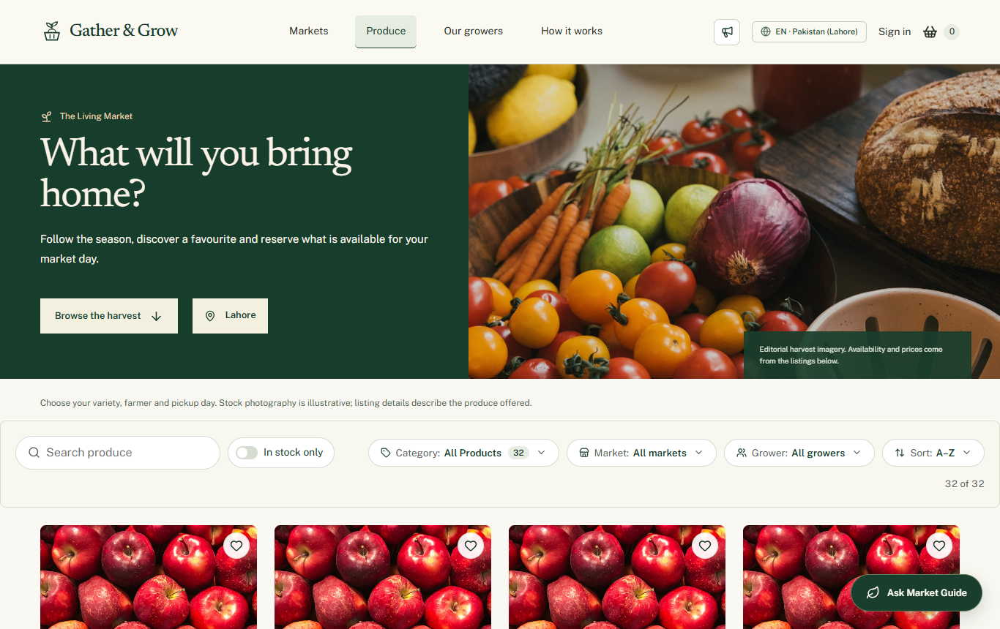 Gather & Grow
Markets
Produce
Our growers
How it works
EN · Pakistan (Lahore)
Sign in
0
The Living Market
What will you bring
home?
Follow the season, discover a favourite and reserve what is available for your
market day.
Browse the harvest
Lahore
Editorial harvest imagery. Availability and prices come
from the listings below.
Choose your variety, farmer and pickup day. Stock photography is illustrative; listing details describe the produce offered.
Search produce
In stock only
Category: All Products 32
Market: All markets
Grower: All growers
Sort: A–Z
32 of 32
Ask Market Guide